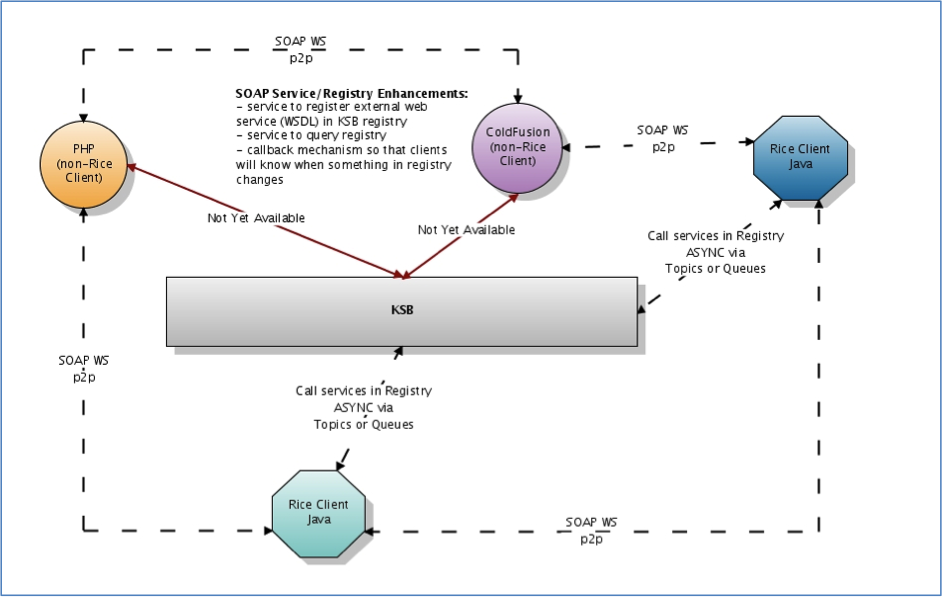 SOAP WS
p2p
SOAP Service/Registry Enhancements:
- service to register external web
service (WSDL) in KSB registry
- service to query registry
- callback mechanism so that clients
will know when something in registry
changes
PHP
(non-Rice
Client)
ColdFusion
(non-Rice
Client)
SOAP WS
p2p
Rice Client
Java
Not Yet Available
Not Yet Available
Call services in Registry
ASYNC via
Topics or Queues
KSB
SOAP WS
p2p
Call services in Registry
ASYNC via
Topics or Queues
Rice Client
Java
SOAP WS
p2p